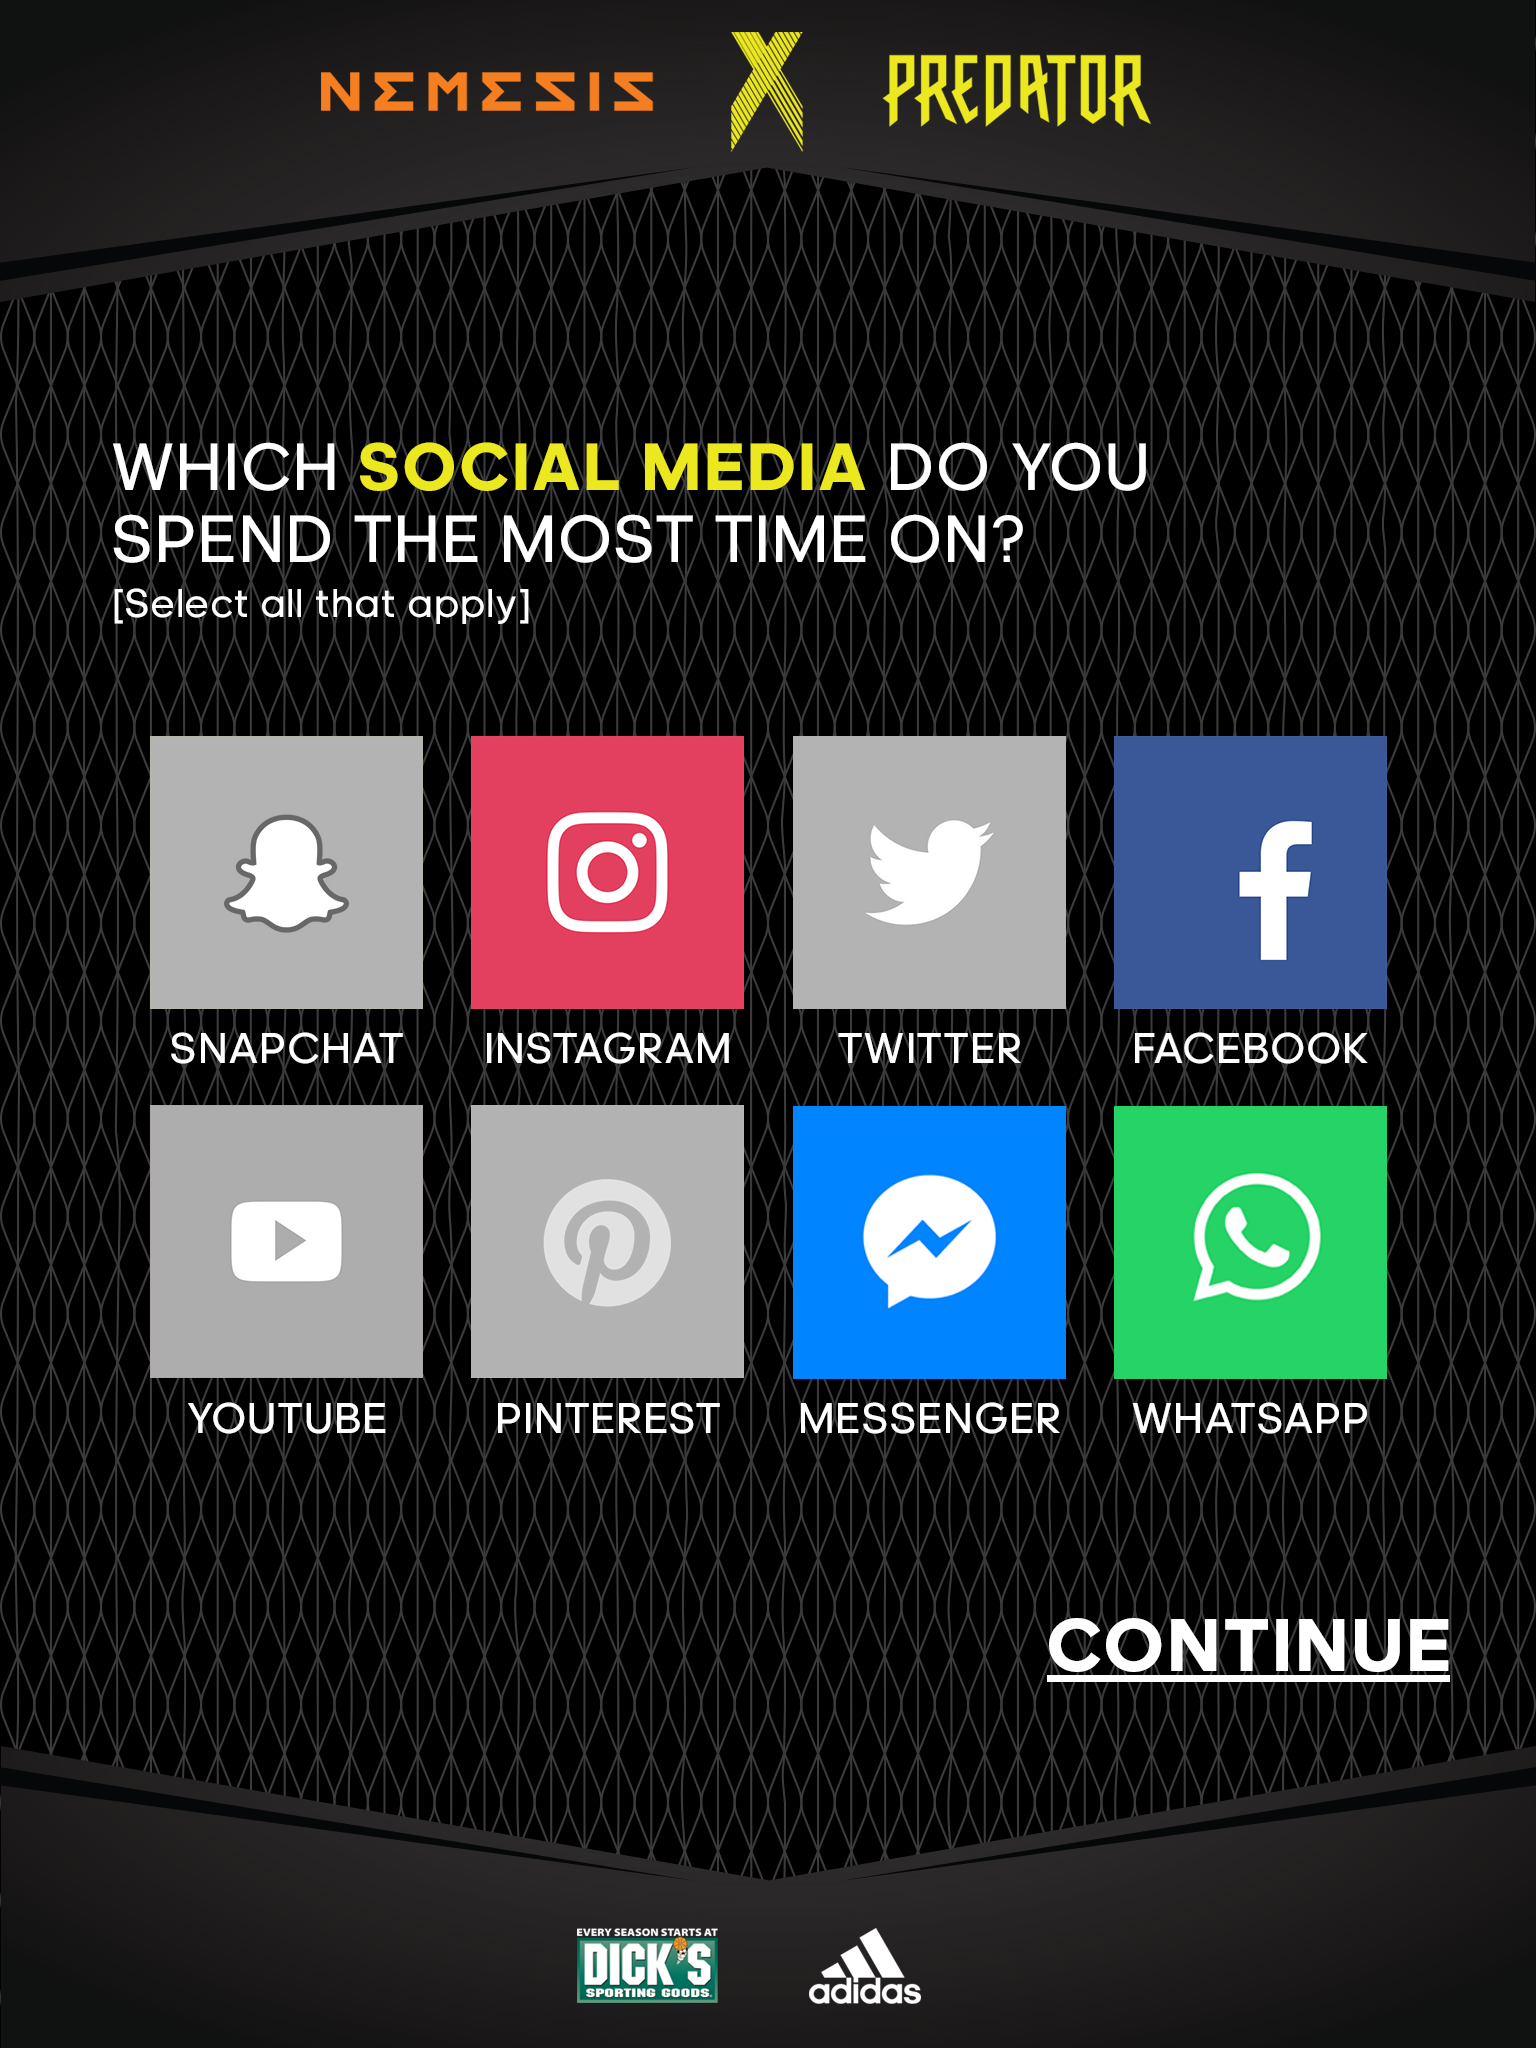 NEMESIS X PREDATOR
WHICH SOCIAL MEDIA DO YOU
SPEND THE MOST TIME ON?
[Select all that apply]
SNAPCHAT INSTAGRAM TWITTER FACEBOOK
YOUTUBE PINTEREST MESSENGER WHATSAPP
CONTINUE
EVERY SEASON STARTS AT
DICK'S
SPORTING GOODS
adidas